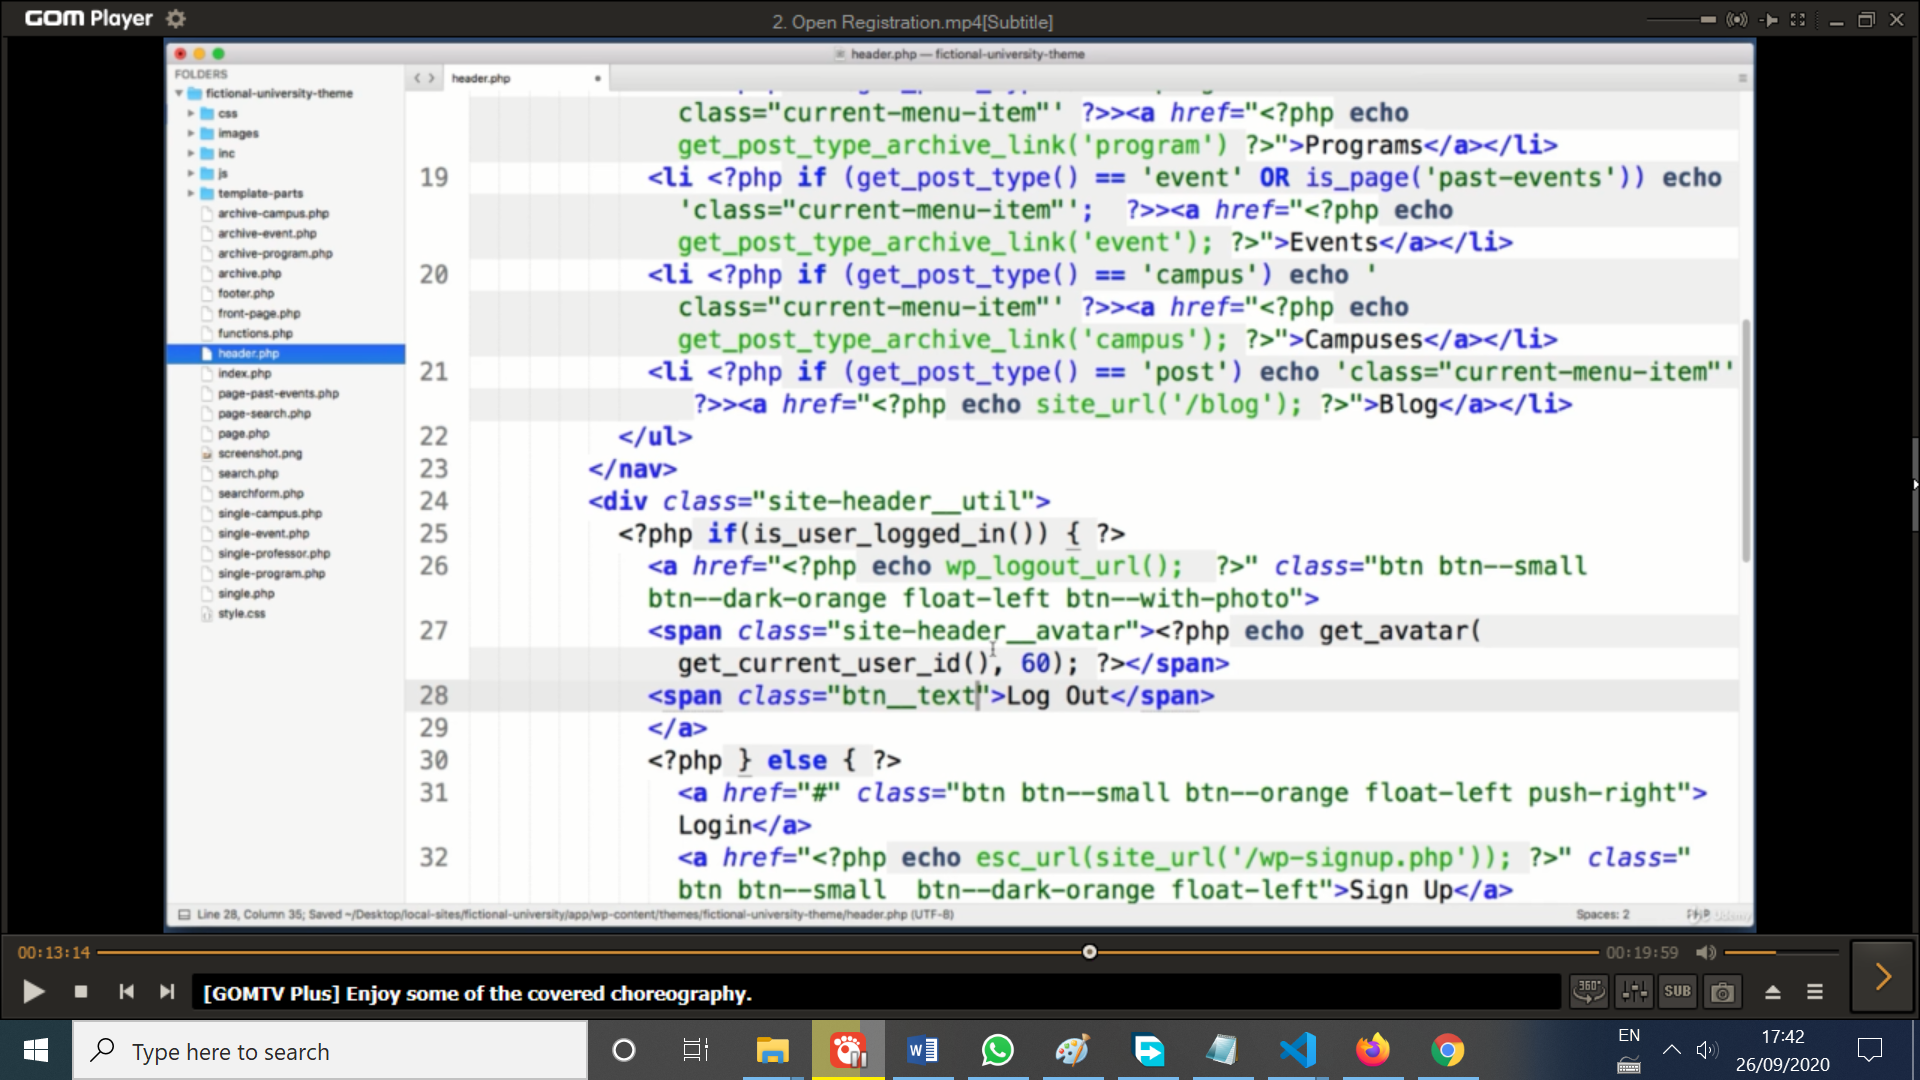 GOM Player
2. Open Registration.mp4[Subtitle]
header.php — fictional-university-theme
FOLDERS
fictional-university-theme
css
images
inc
js
template-parts
archive-campus.php
archive-event.php
archive-program.php
archive.php
footer.php
front-page.php
functions.php
header.php
index.php
page-past-events.php
page-search.php
page.php
screenshot.png
search.php
searchform.php
single-campus.php
single-event.php
single-professor.php
single-program.php
single.php
style.css
header.php
class="current-menu-item"' ?>><a href="<?php echo
get_post_type_archive_link('program') ?>">Programs</a></li>
19 <li <?php if (get_post_type() == 'event' OR is_page('past-events')) echo
'class="current-menu-item"'; ?>><a href="<?php echo
get_post_type_archive_link('event'); ?>">Events</a></li>
20 <li <?php if (get_post_type() == 'campus') echo '
class="current-menu-item"' ?>><a href="<?php echo
get_post_type_archive_link('campus'); ?>">Campuses</a></li>
21 <li <?php if (get_post_type() == 'post') echo 'class="current-menu-item"'
?>><a href="<?php echo site_url('/blog'); ?>">Blog</a></li>
22 </ul>
23 </nav>
24 <div class="site-header__util">
25 <?php if(is_user_logged_in()) { ?>
26 <a href="<?php echo wp_logout_url(); ?>" class="btn btn--small
btn--dark-orange float-left btn--with-photo">
27 <span class="site-header__avatar"><?php echo get_avatar(
get_current_user_id(), 60); ?></span>
28 <span class="btn__text">Log Out</span>
29 </a>
30 <?php } else { ?>
31 <a href="#" class="btn btn--small btn--orange float-left push-right">
Login</a>
32 <a href="<?php echo esc_url(site_url('/wp-signup.php')); ?>" class="
btn btn--small btn--dark-orange float-left">Sign Up</a>
Line 28, Column 35; Saved ~/Desktop/local-sites/fictional-university/app/wp-content/themes/fictional-university-theme/header.php (UTF-8)
Spaces: 2
PHP
Udemy
00:13:14
00:19:59
[GOMTV Plus] Enjoy some of the covered choreography.
360°
SUB
Type here to search
EN
17:42
26/09/2020